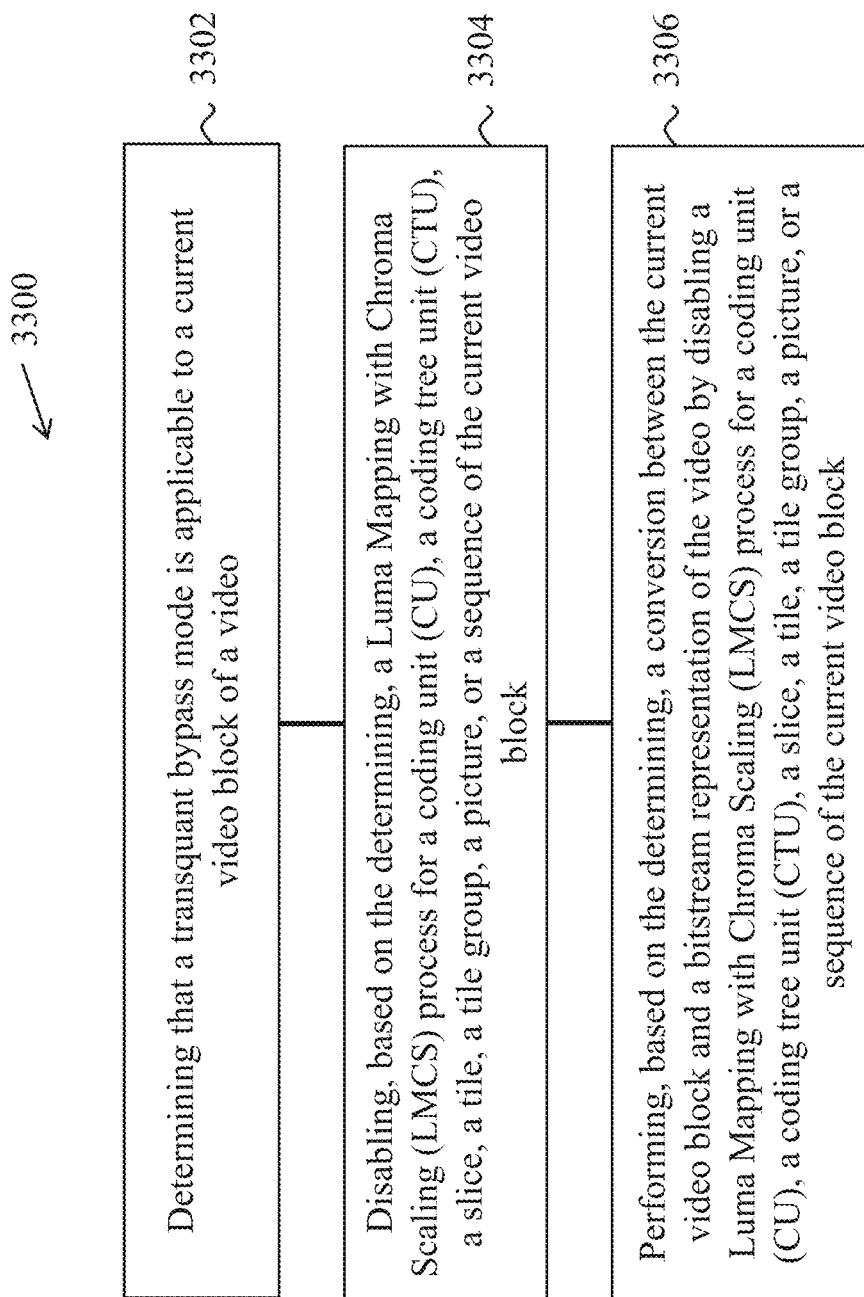 3300
Determining that a transquant bypass mode is applicable to a current
video block of a video
3302
Disabling, based on the determining, a Luma Mapping with Chroma
Scaling (LMCS) process for a coding unit (CU), a coding tree unit (CTU),
a slice, a tile, a tile group, a picture, or a sequence of the current video
block
3304
Performing, based on the determining, a conversion between the current
video block and a bitstream representation of the video by disabling a
Luma Mapping with Chroma Scaling (LMCS) process for a coding unit
(CU), a coding tree unit (CTU), a slice, a tile, a tile group, a picture, or a
sequence of the current video block
3306